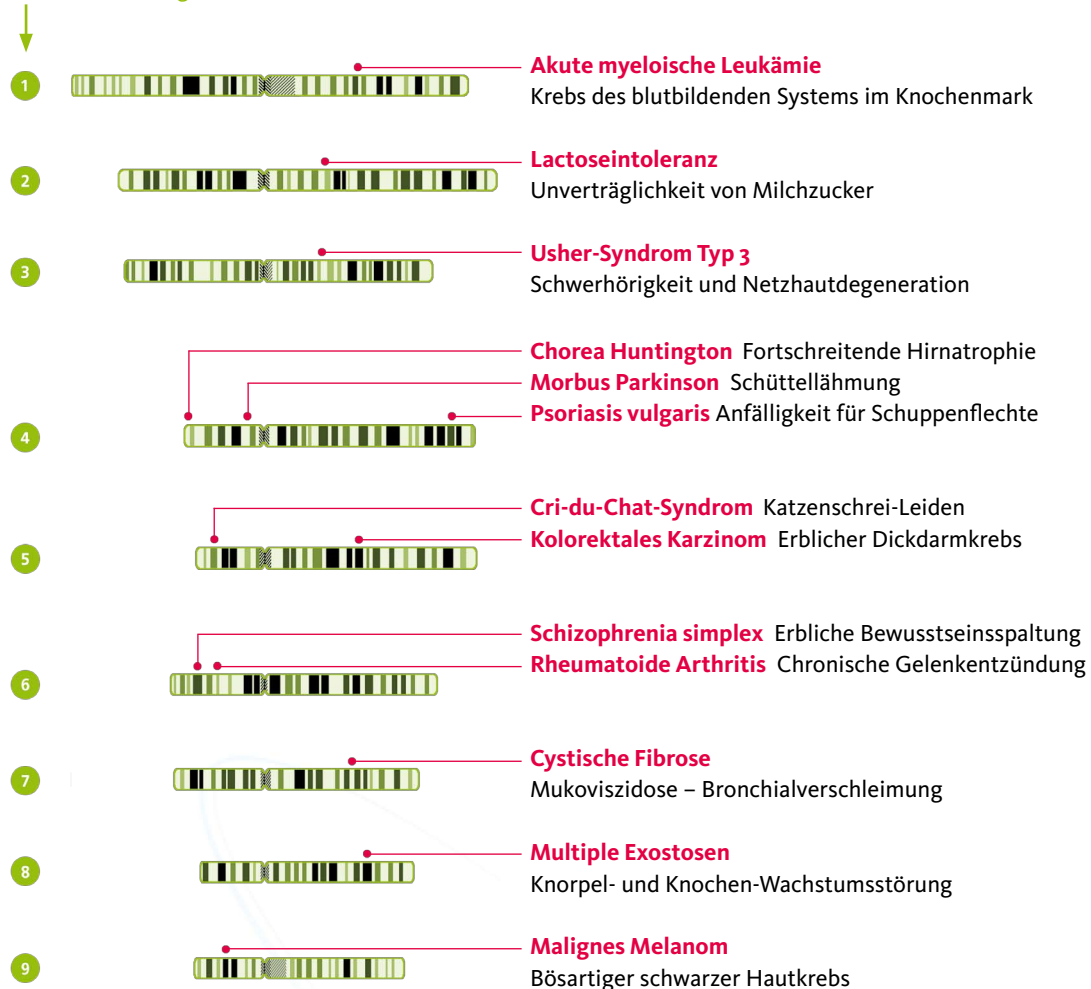 1
Akute myeloische Leukämie
Krebs des blutbildenden Systems im Knochenmark
2
Lactoseintoleranz
Unverträglichkeit von Milchzucker
3
Usher-Syndrom Typ 3
Schwerhörigkeit und Netzhautdegeneration
Chorea Huntington Fortschreitende Hirnatrophie
Morbus Parkinson Schüttellähmung
Psoriasis vulgaris Anfälligkeit für Schuppenflechte
4
Cri-du-Chat-Syndrom Katzenschrei-Leiden
Kolorektales Karzinom Erblicher Dickdarmkrebs
5
Schizophrenia simplex Erbliche Bewusstseinsspaltung
Rheumatoide Arthritis Chronische Gelenkentzündung
6
Cystische Fibrose
7
Mukoviszidose – Bronchialverschleimung
Multiple Exostosen
8
Knorpel- und Knochen-Wachstumsstörung
Malignes Melanom
9
Bösartiger schwarzer Hautkrebs